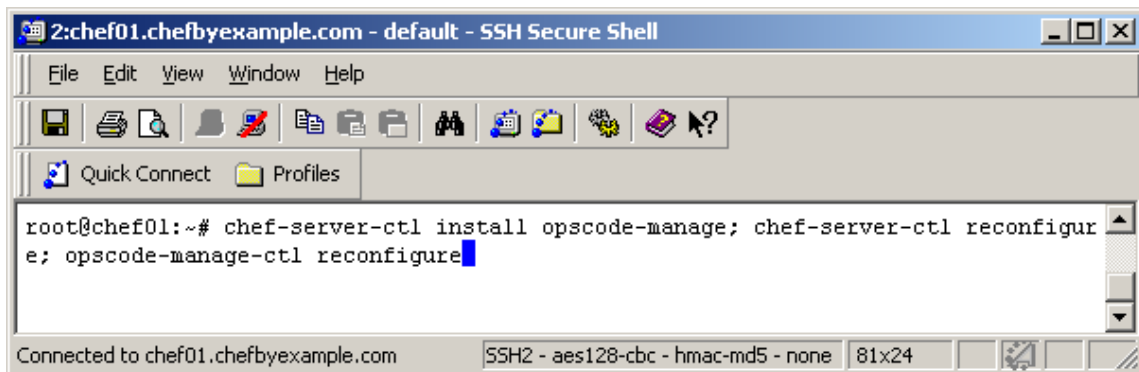 2:chef01.chefbyexample.com - default - SSH Secure Shell
File Edit View Window Help
Quick Connect Profiles
root@chef01:~# chef-server-ctl install opscode-manage; chef-server-ctl reconfigur
e; opscode-manage-ctl reconfigure
Connected to chef01.chefbyexample.com SSH2 - aes128-cbc - hmac-md5 - none 81x24